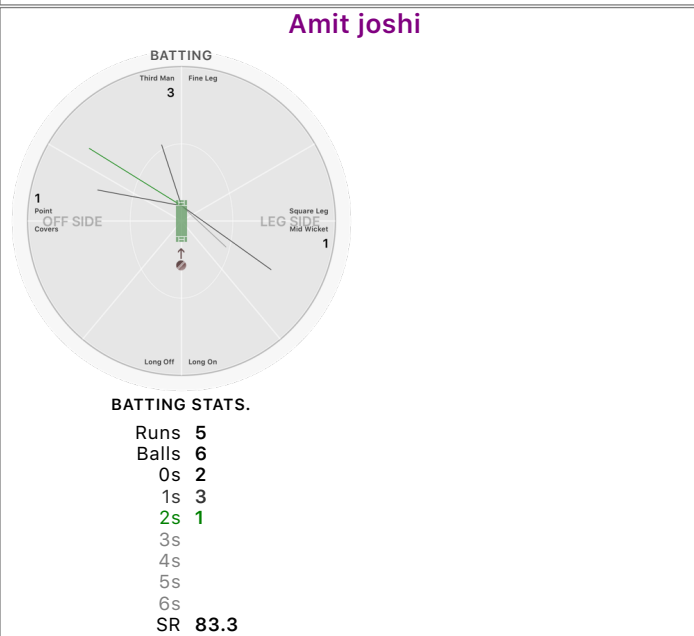 Amit joshi
BATTING
Third Man Fine Leg
3
1
Point
OFF SIDE
Covers
Square Leg
LEG SIDE
Mid Wicket
1
Long Off Long On
BATTING STATS.
Runs 5
Balls 6
0s 2
1s 3
2s 1
3s
4s
5s
6s
SR 83.3